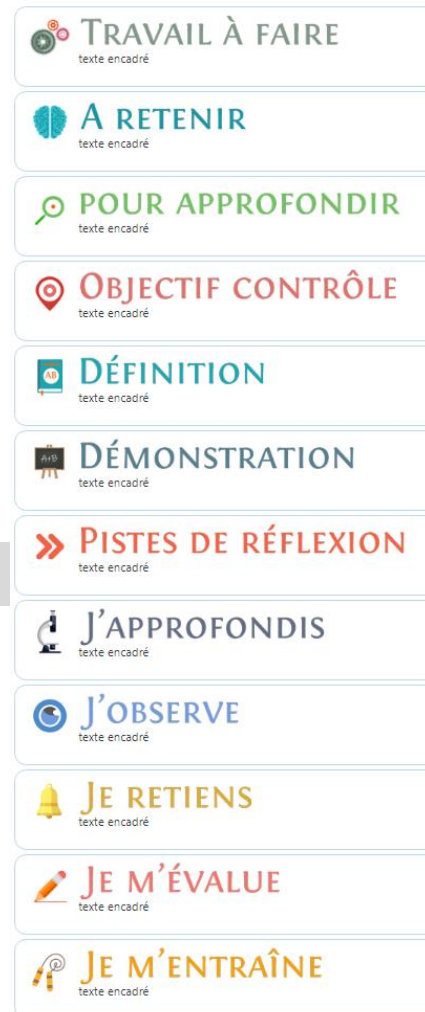 Travail à faire
texte encadré
A retenir
texte encadré
pour approfondir
texte encadré
Objectif contrôle
texte encadré
AB
Définition
texte encadré
A+B
Démonstration
texte encadré
Pistes de réflexion
texte encadré
J'approfondis
texte encadré
J'observe
texte encadré
Je retiens
texte encadré
Je m'évalue
texte encadré
Je m'entraîne
texte encadré